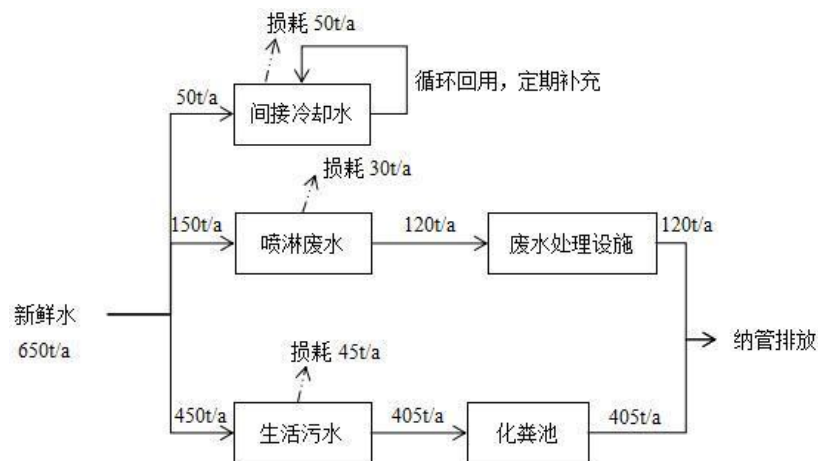 损耗 50t/a
循环回用，定期补充
50t/a
间接冷却水
损耗 30t/a
150t/a
喷淋废水
120t/a
废水处理设施
120t/a
新鲜水
650t/a
纳管排放
损耗 45t/a
450t/a
生活污水
405t/a
化粪池
405t/a